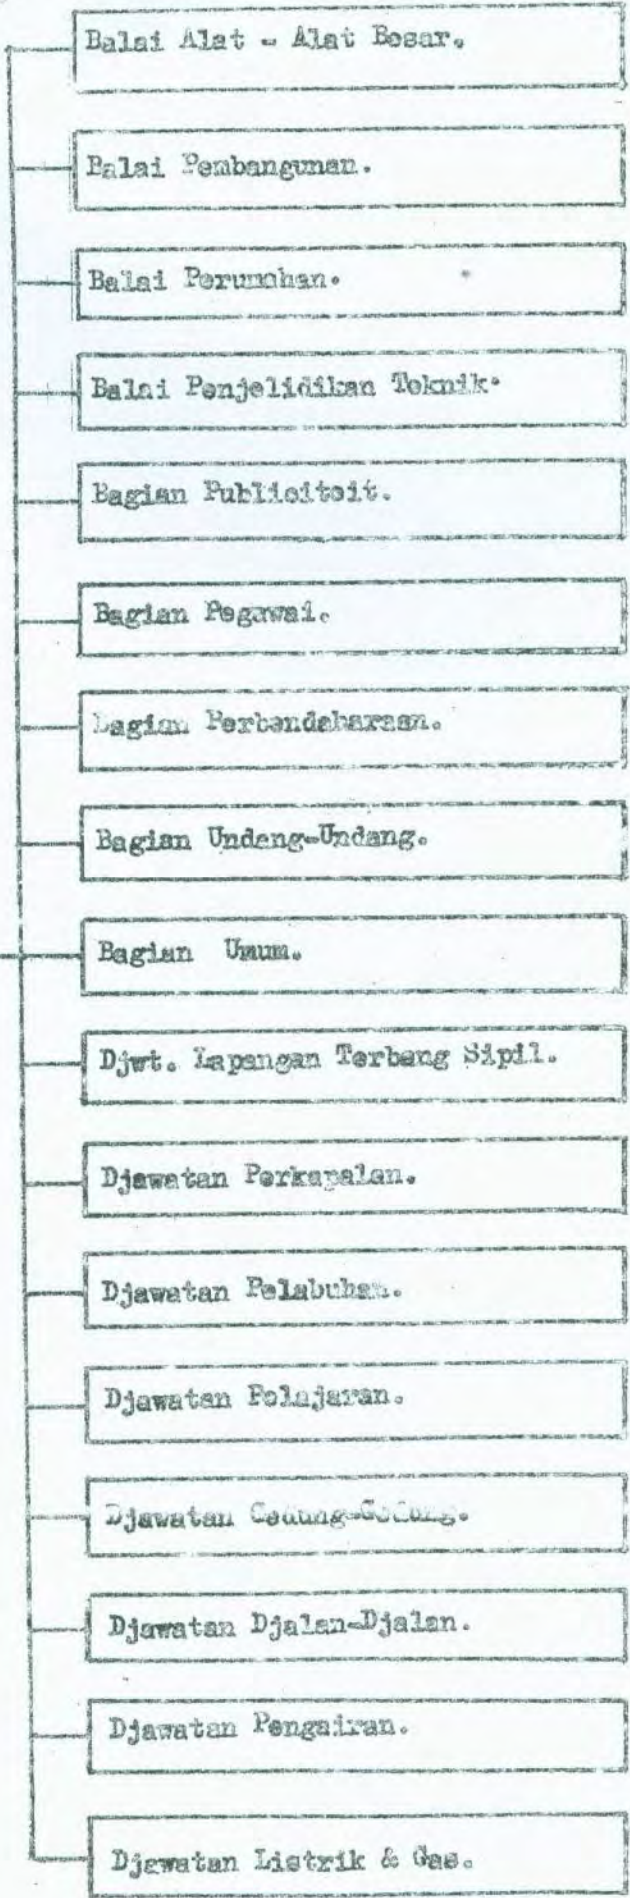 Balai Alat - Alat Besar.
Balai Pembangunan.
Balai Perumahan.
Balai Penjelidikan Teknik.
Bagian Publiciteit.
Bagian Pegawai.
Bagian Perbendaharaan.
Bagian Undang-Undang.
Bagian Umum.
Djwt. Lapangan Terbang Sipil.
Djawatan Perkapalan.
Djawatan Pelabuhan.
Djawatan Pelajaran.
Djawatan Gedung-Gedung.
Djawatan Djalan-Djalan.
Djawatan Pengairan.
Djawatan Listrik & Gas.